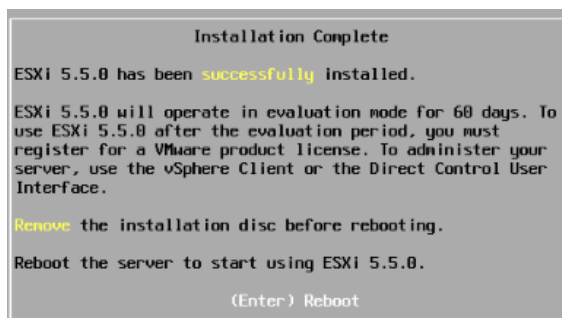 Installation Complete
ESXi 5.5.0 has been successfully installed.
ESXi 5.5.0 will operate in evaluation mode for 60 days. To
use ESXi 5.5.0 after the evaluation period, you must
register for a VMware product license. To administer your
server, use the vSphere Client or the Direct Control User
Interface.
Remove the installation disc before rebooting.
Reboot the server to start using ESXi 5.5.0.
(Enter) Reboot